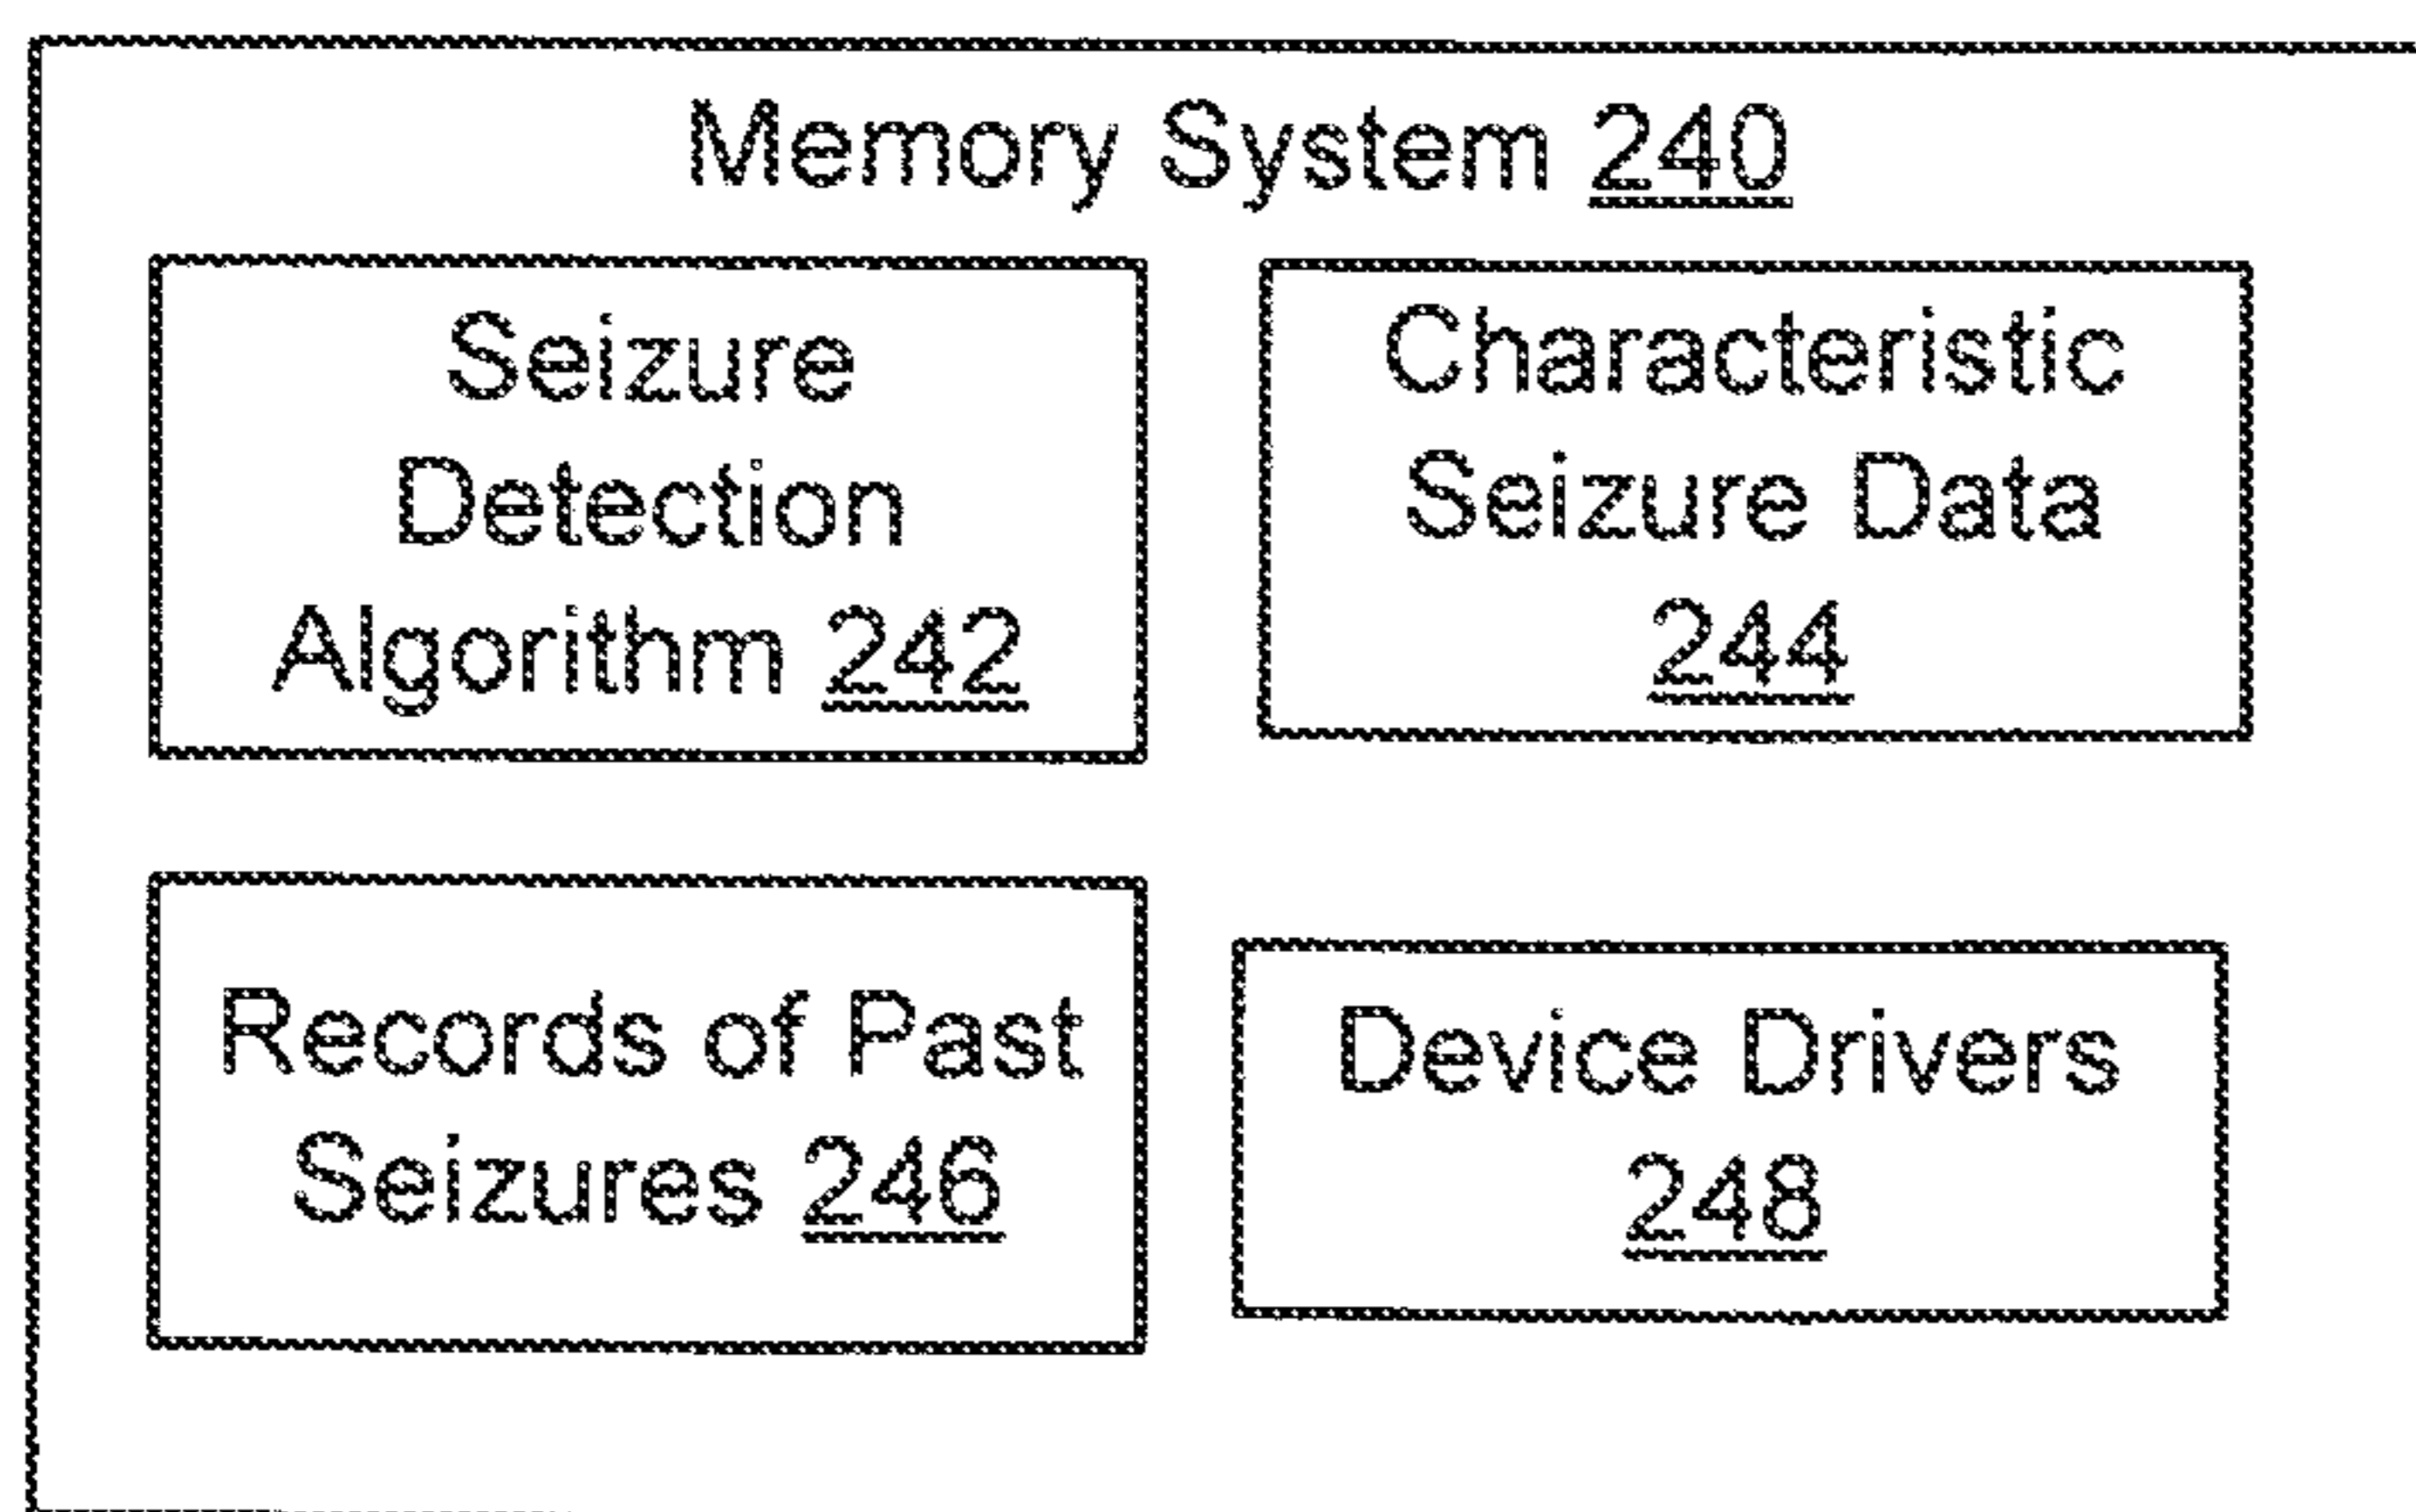 Memory System 240
Seizure
Detection
Algorithm 242
Characteristic
Seizure Data
244
Records of Past
Seizures 246
Device Drivers
248